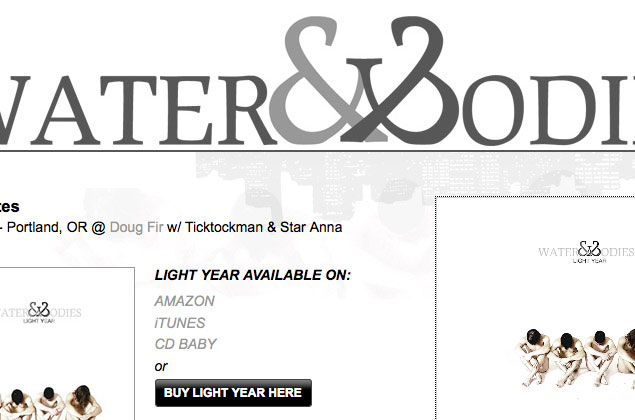 WATER&BODIES
tes
- Portland, OR @ Doug Fir w/ Ticktockman & Star Anna
LIGHT YEAR AVAILABLE ON:
AMAZON
iTUNES
CD BABY
or
BUY LIGHT YEAR HERE
WATER&BODIES
LIGHT YEAR
WATER&BODIES
LIGHT YEAR